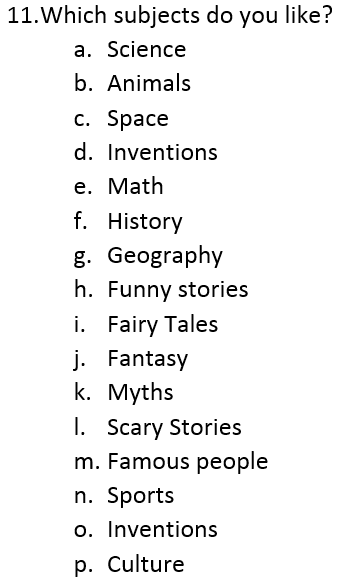 11.Which subjects do you like?
a. Science
b. Animals
c. Space
d. Inventions
e. Math
f. History
g. Geography
h. Funny stories
i. Fairy Tales
j. Fantasy
k. Myths
l. Scary Stories
m. Famous people
n. Sports
o. Inventions
p. Culture